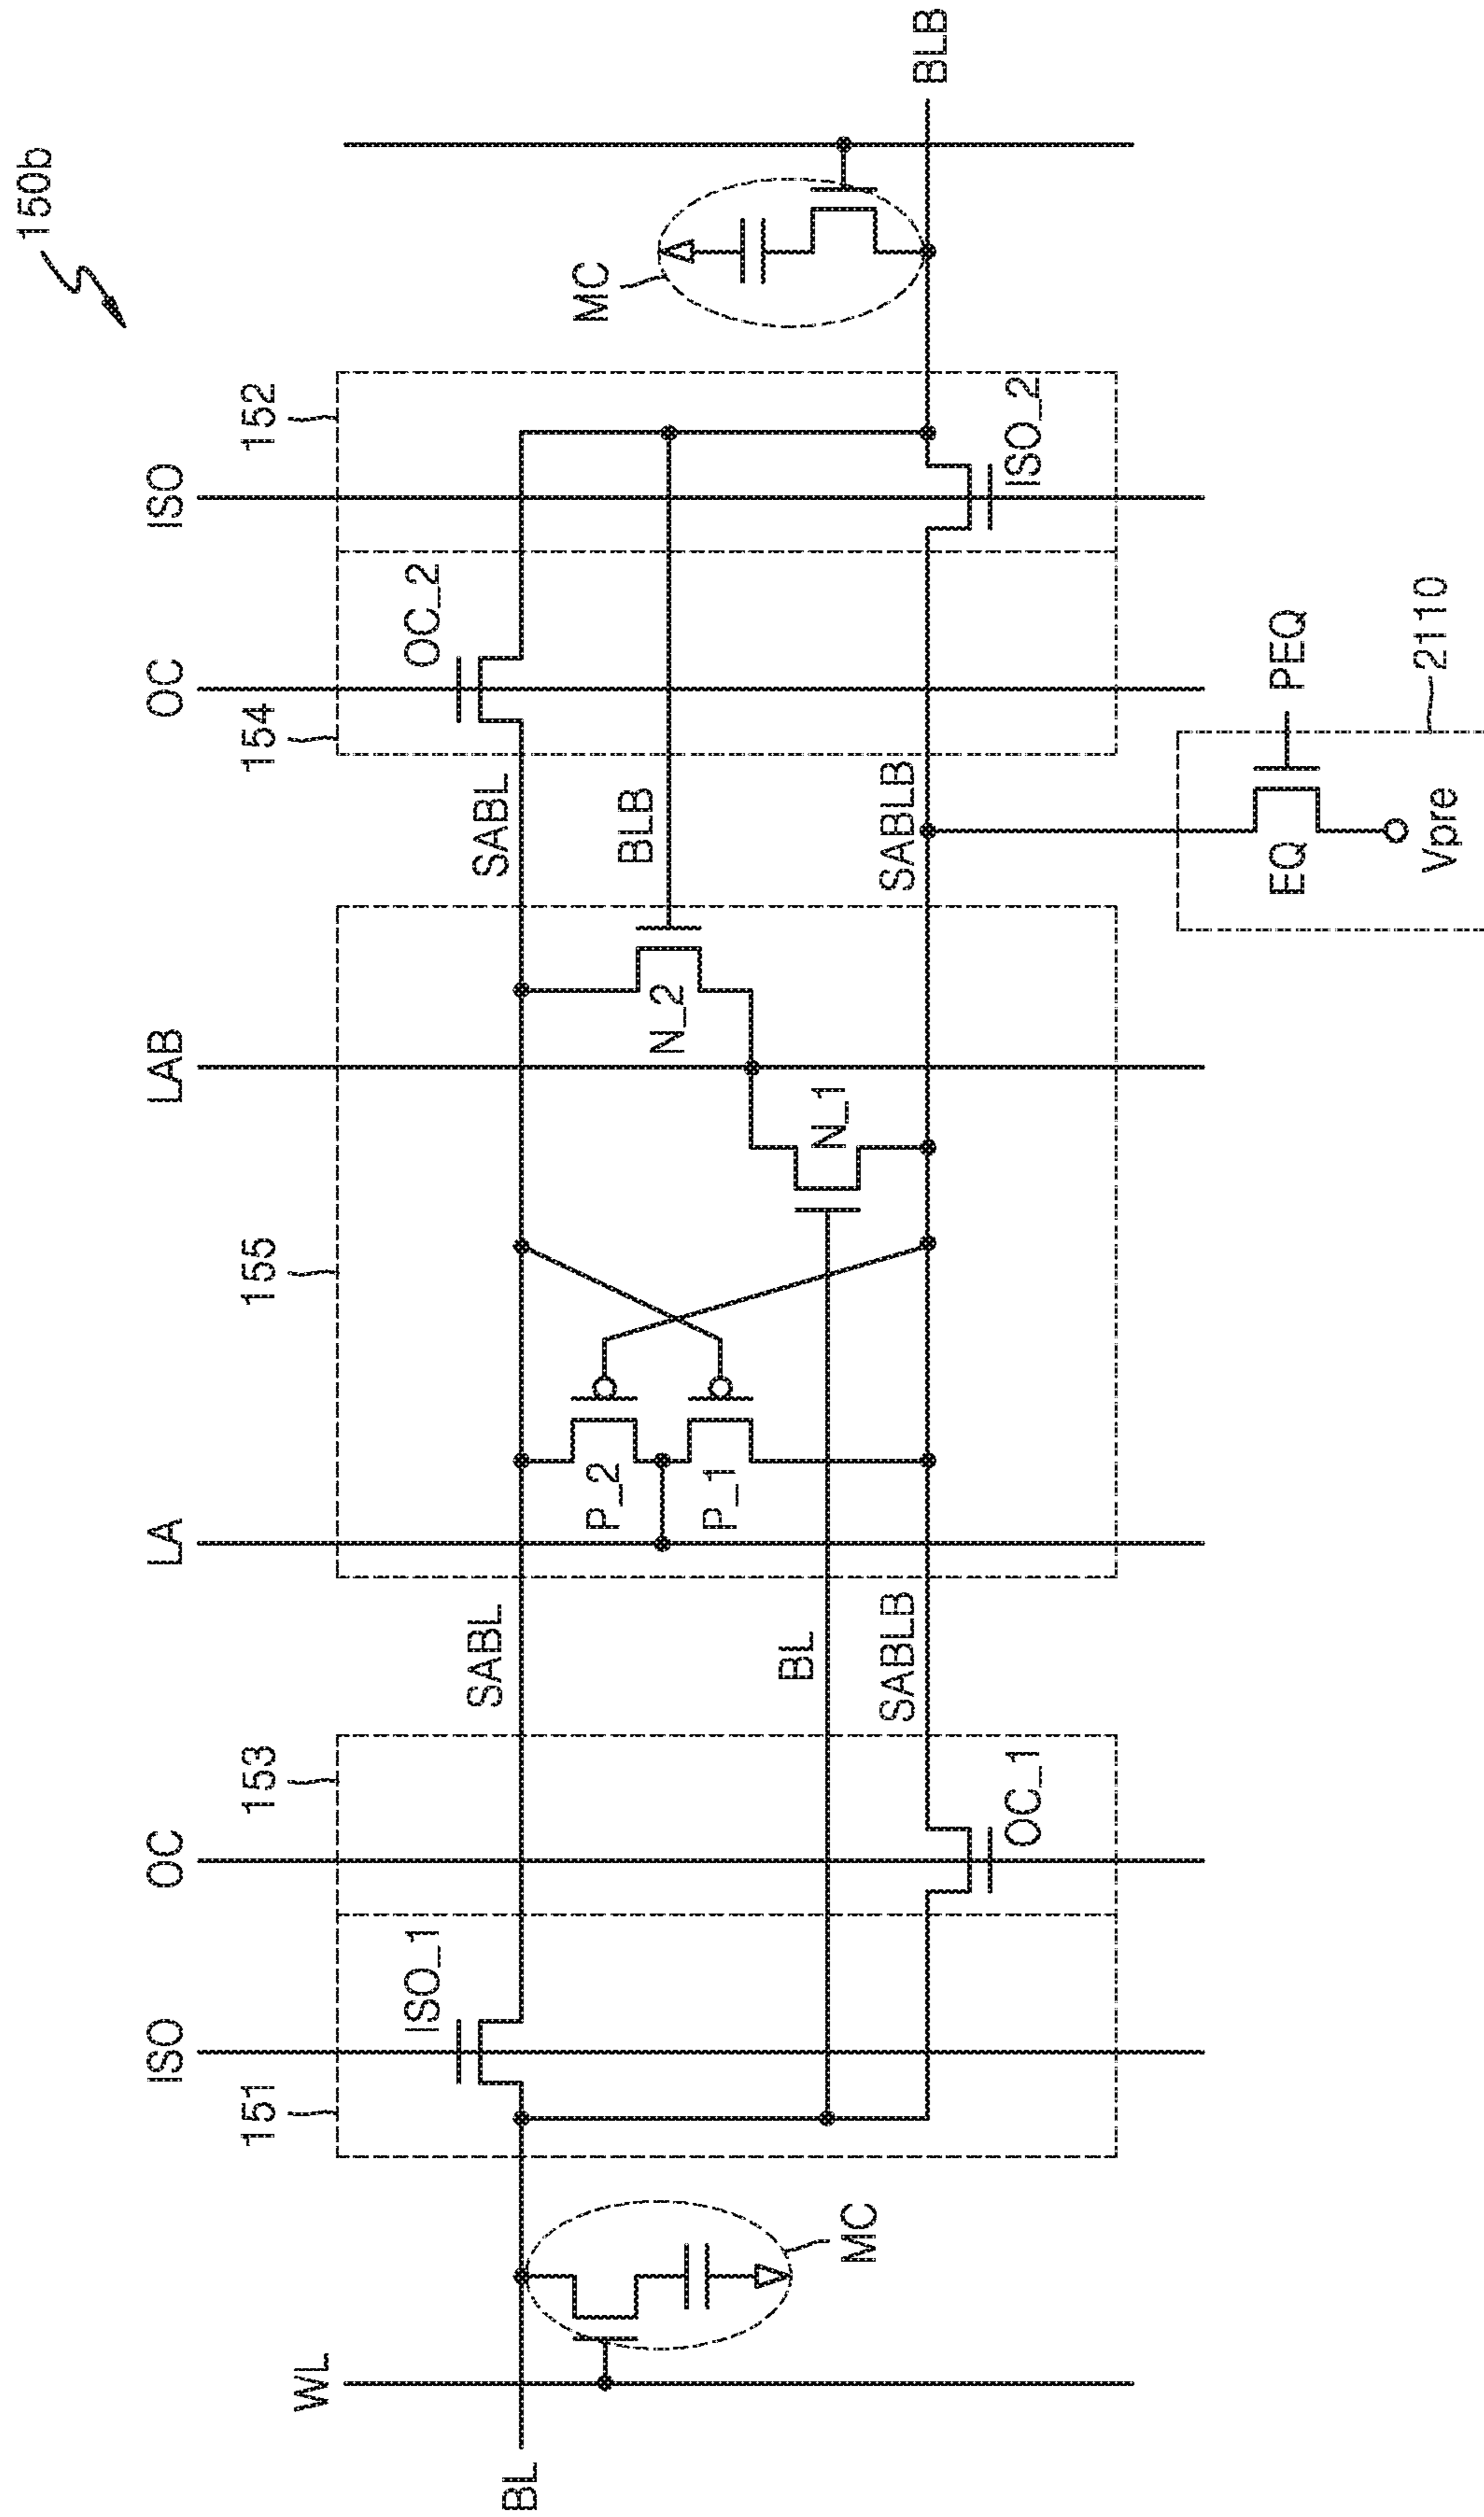 150b
WL
ISO
OC
LA
LAB
OC
ISO
151
153
155
154
152
BL
ISO_1
SABL
SABL
OC_2
MC
P_2
N_2
BLB
P_1
BL
N_1
MC
SABLB
SABLB
BLB
OC_1
ISO_2
EQ
PEQ
Vpre
2110